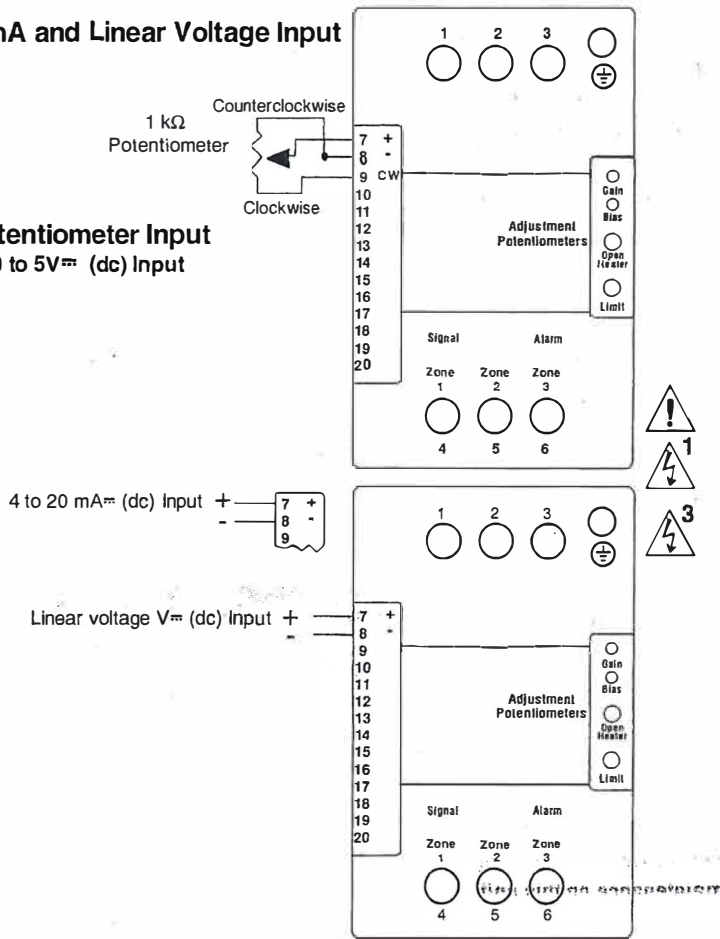 nA and Linear Voltage Input
1 2 3
Counterclockwise
1 kΩ
Potentiometer
Clockwise
7 +
8 -
9 CW
10
11
12
13
14
15
16
17
18
19
20
Gain
Bias
Open
Heater
Limit
Adjustment
Potentiometers
tentiometer Input
0 to 5V⎓ (dc) Input
Signal Alarm
Zone Zone Zone
1 2 3
4 5 6
1
3
4 to 20 mA⎓ (dc) Input + -
7 +
8 -
9
1 2 3
Linear voltage V⎓ (dc) Input + -
7 +
8 -
9
10
11
12
13
14
15
16
17
18
19
20
Gain
Bias
Open
Heater
Limit
Adjustment
Potentiometers
Signal Alarm
Zone Zone Zone
1 2 3
4 5 6